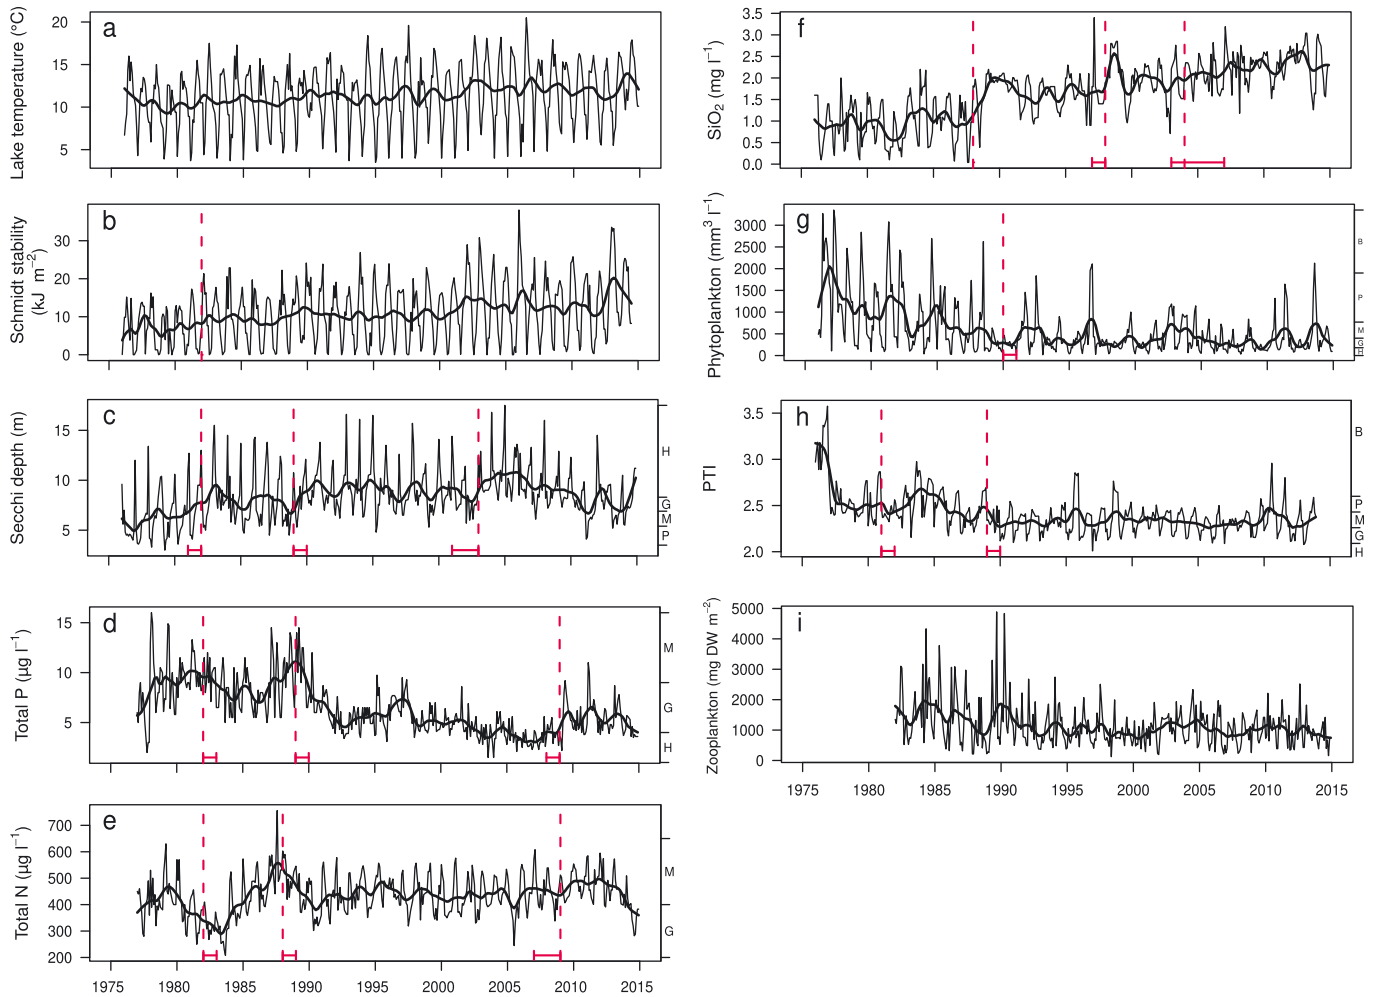 a
Lake temperature (°C)
20
15
10
5
b
Schmidt stability
(kJ m⁻²)
30
20
10
0
c
Secchi depth (m)
15
10
5
H
G
M
P
d
Total P (µg l⁻¹)
15
10
5
M
G
H
e
Total N (µg l⁻¹)
700
600
500
400
300
200
M
G
1975 1980 1985 1990 1995 2000 2005 2010 2015
f
SiO₂ (mg l⁻¹)
3.5
3.0
2.5
2.0
1.5
1.0
0.5
0.0
g
Phytoplankton (mm³ l⁻¹)
3000
2500
2000
1500
1000
500
0
B
P
M
G
H
h
PTI
3.5
3.0
2.5
2.0
B
P
M
G
H
i
Zooplankton (mg DW m⁻²)
5000
4000
3000
2000
1000
0
1975 1980 1985 1990 1995 2000 2005 2010 2015